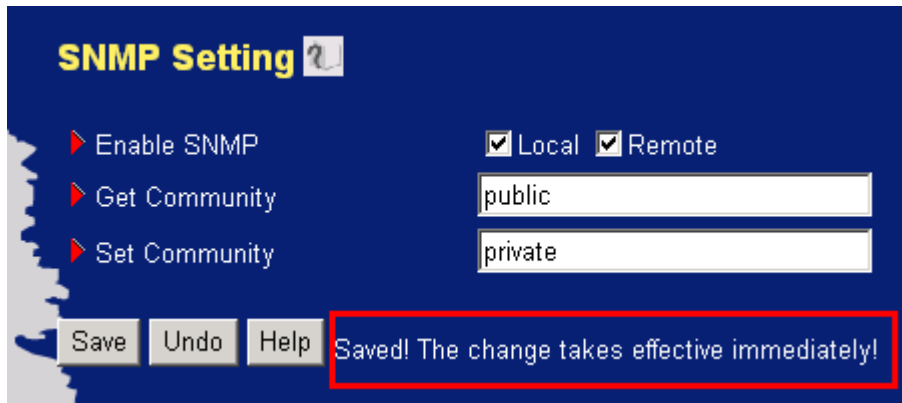 SNMP Setting
Enable SNMP Local Remote
Get Community public
Set Community private
Save Undo Help Saved! The change takes effective immediately!